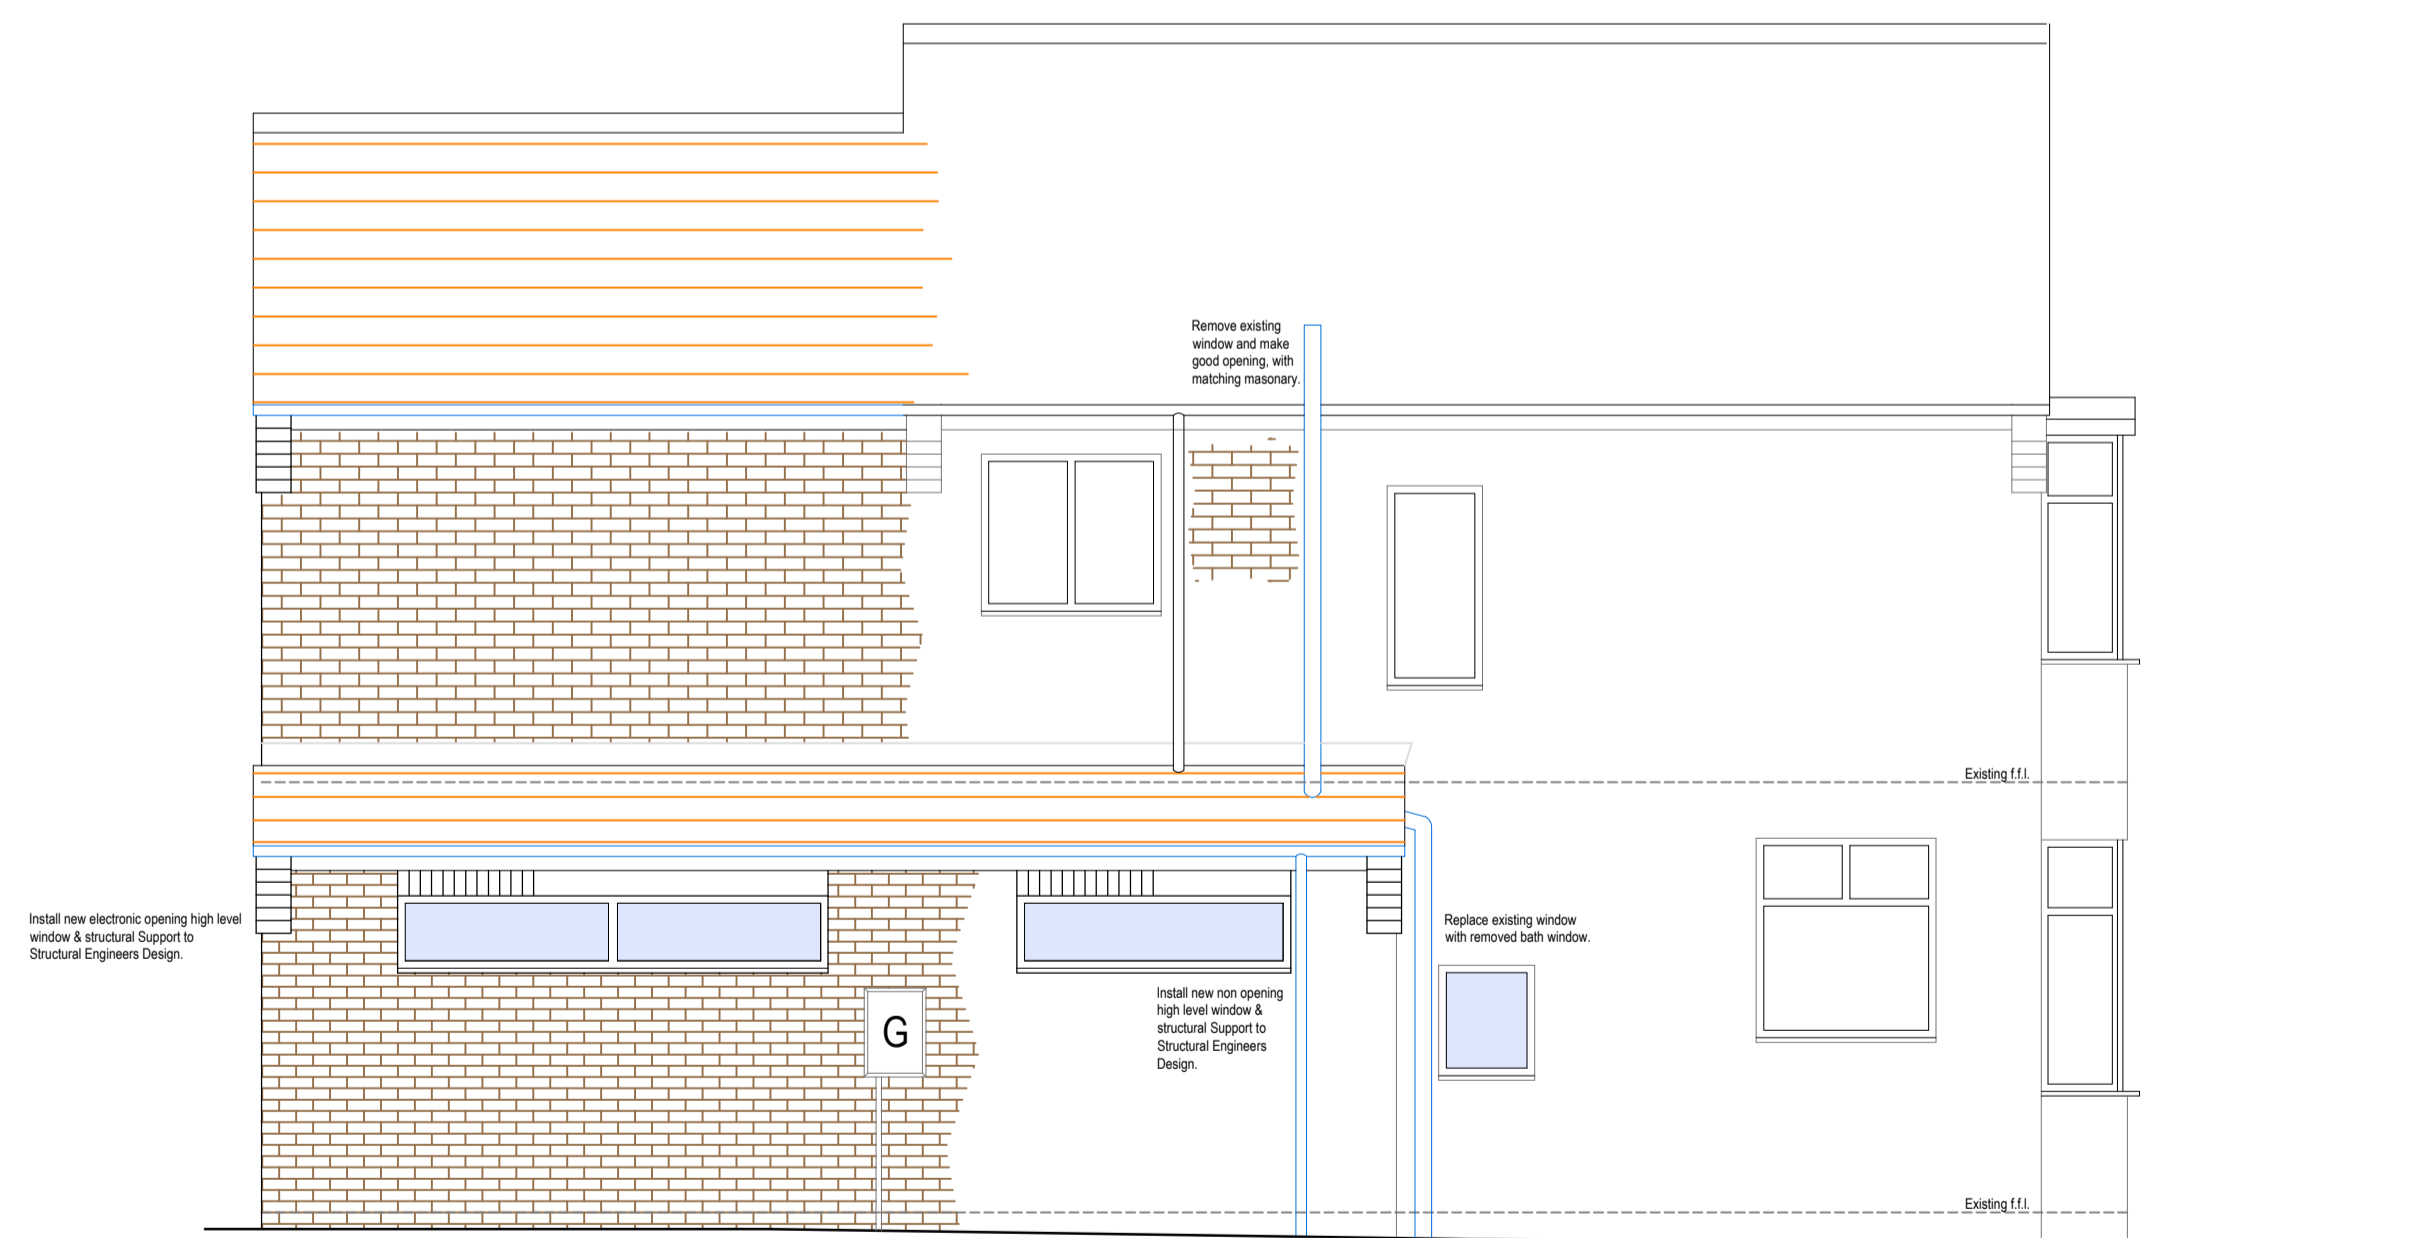 Remove existing
window and make
good opening, with
matching masonary.
Existing f.f.l.
Install new electronic opening high level
window & structural Support to
Structural Engineers Design.
Replace existing window
with removed bath window.
G
Install new non opening
high level window &
structural Support to
Structural Engineers
Design.
Existing f.f.l.